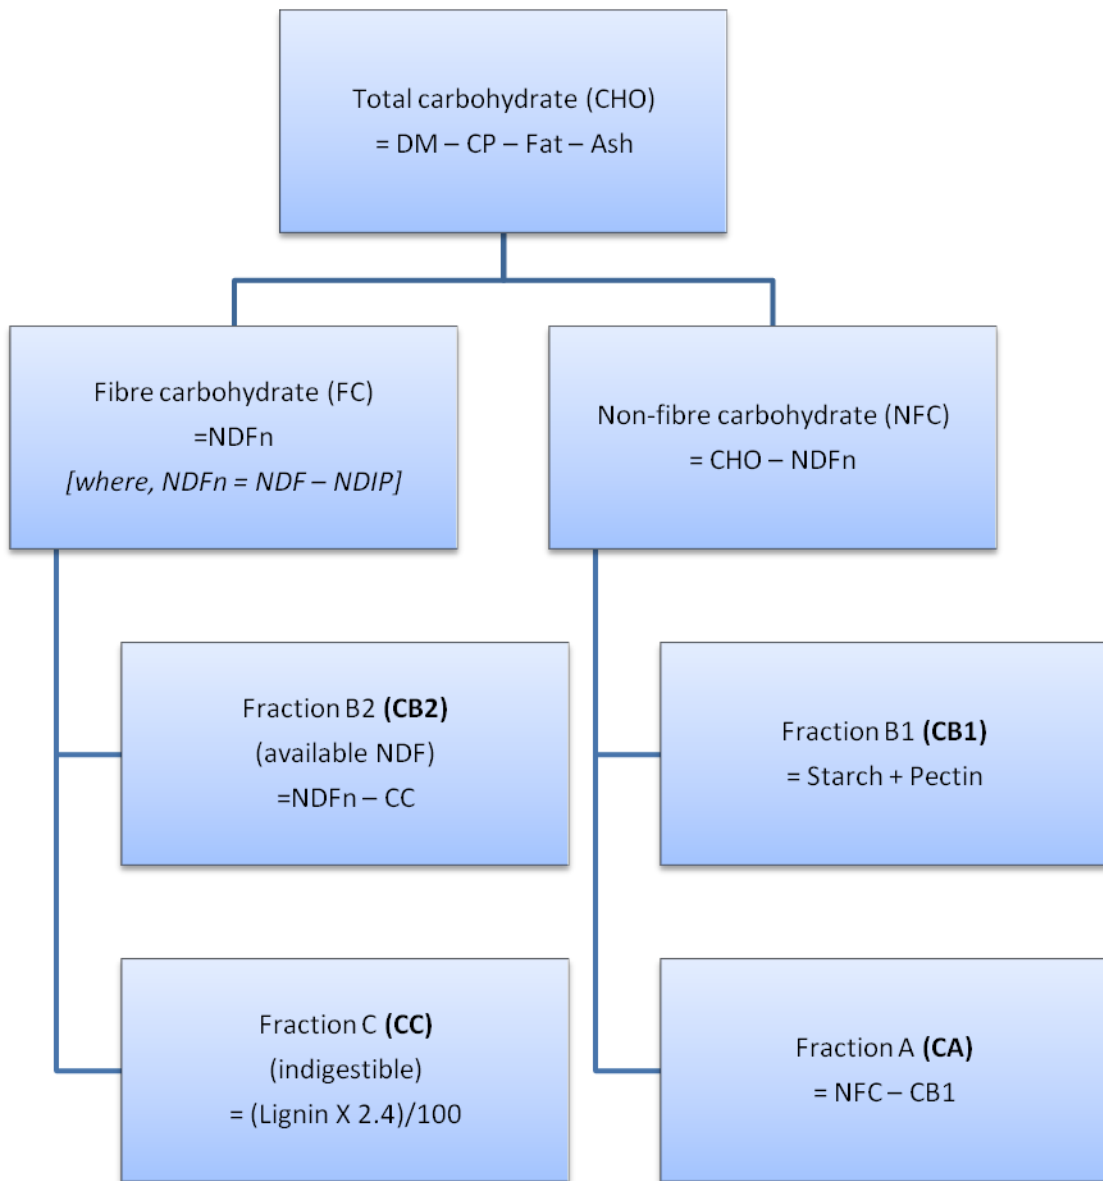 Total carbohydrate (CHO)
= DM – CP – Fat – Ash
Fibre carbohydrate (FC)
=NDFn
[where, NDFn = NDF – NDIP]
Non-fibre carbohydrate (NFC)
= CHO – NDFn
Fraction B2 (CB2)
(available NDF)
=NDFn – CC
Fraction B1 (CB1)
= Starch + Pectin
Fraction C (CC)
(indigestible)
= (Lignin X 2.4)/100
Fraction A (CA)
= NFC – CB1